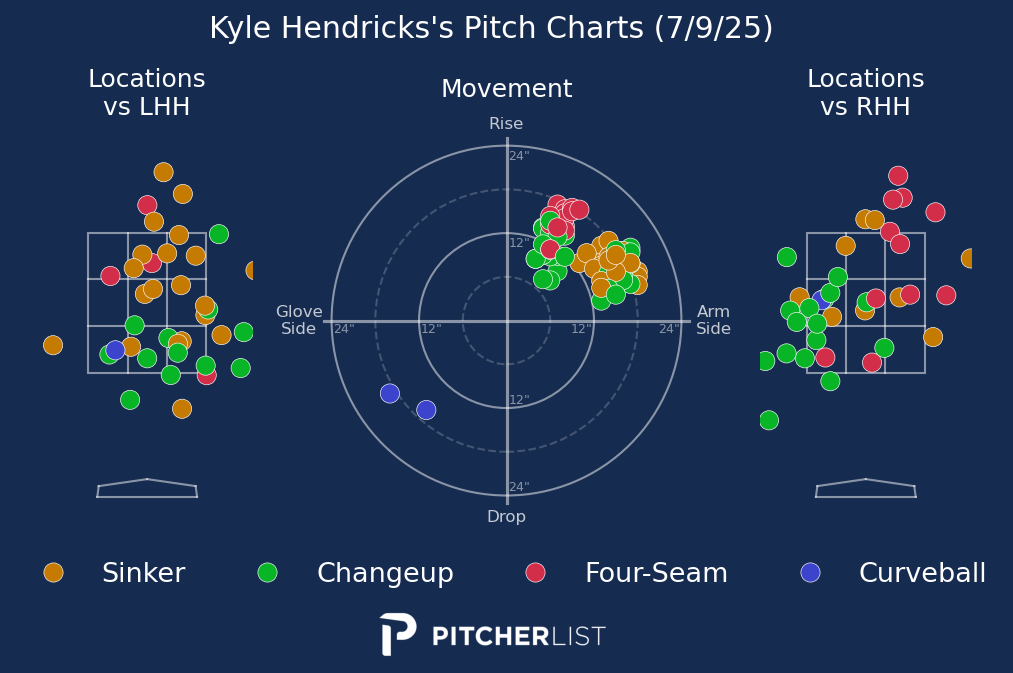 Kyle Hendricks's Pitch Charts (7/9/25)
Locations
vs LHH
Movement
Locations
vs RHH
Rise
24"
12"
Glove
Side
24"
12"
12"
24"
Arm
Side
12"
24"
Drop
Sinker
Changeup
Four-Seam
Curveball
PITCHERLIST